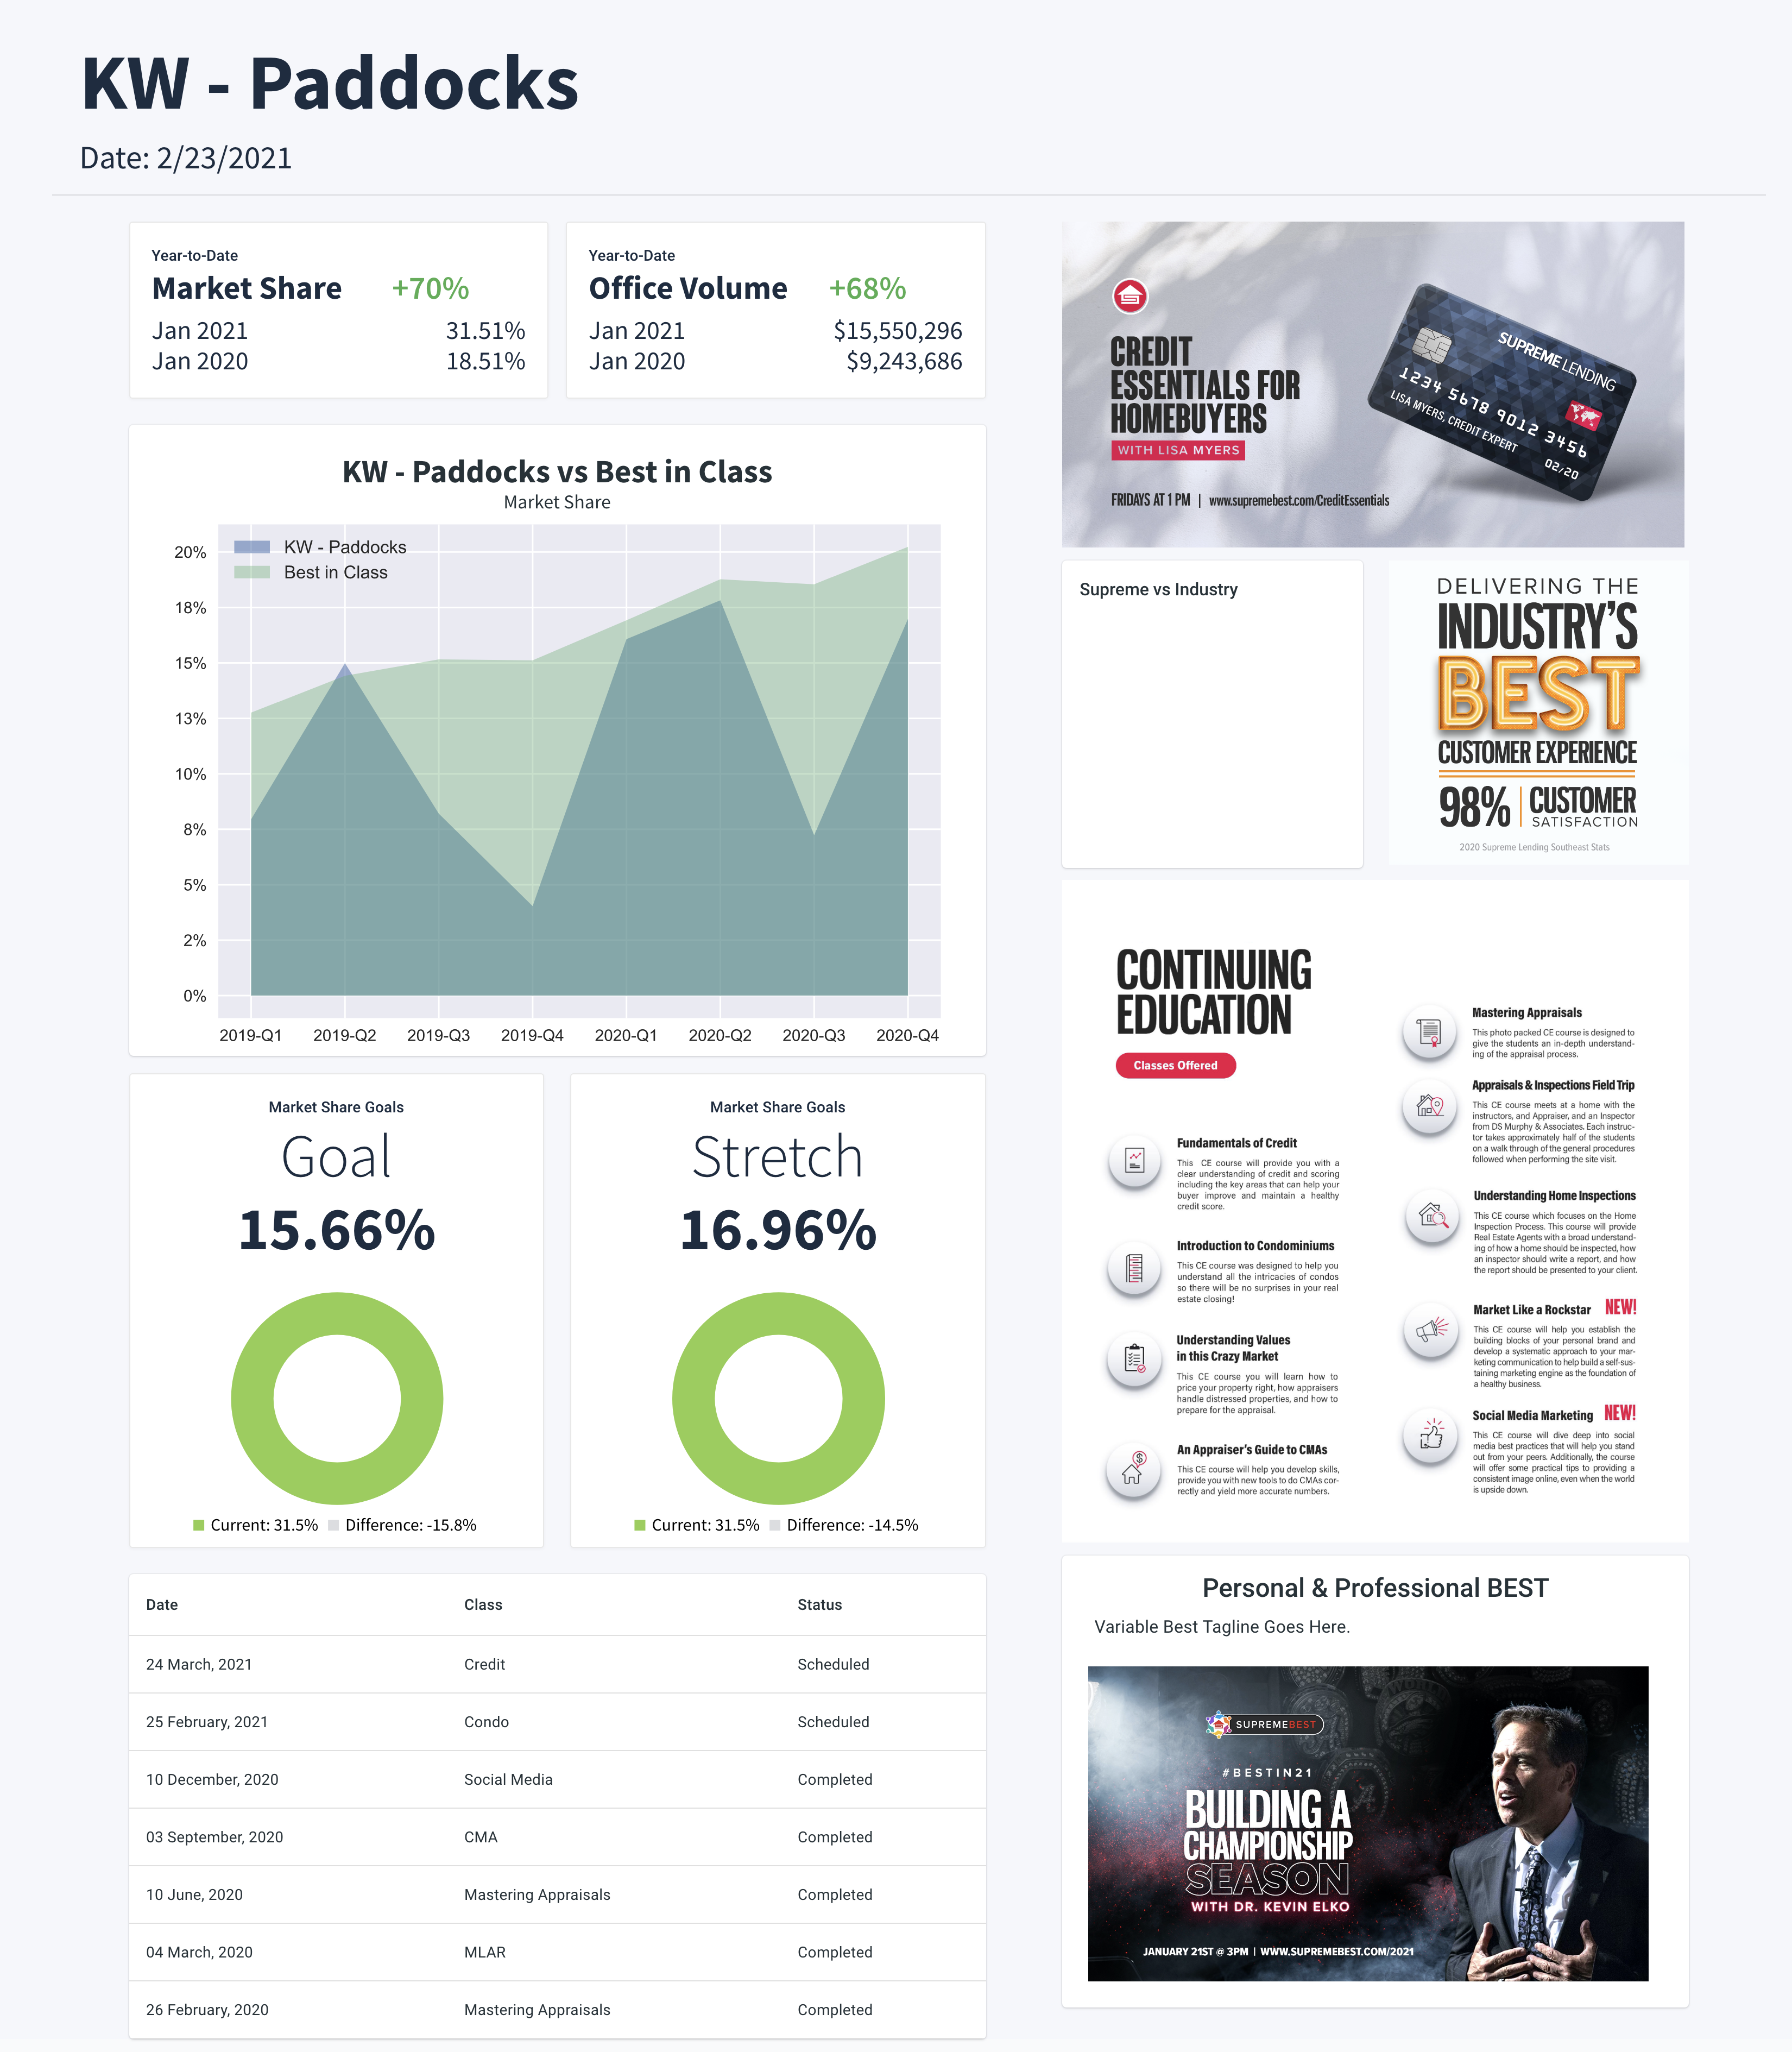 KW - Paddocks
Date: 2/23/2021
Year-to-Date
Market Share +70%
Jan 2021 31.51%
Jan 2020 18.51%
Year-to-Date
Office Volume +68%
Jan 2021 $15,550,296
Jan 2020 $9,243,686
KW - Paddocks vs Best in Class
Market Share
KW - Paddocks
Best in Class
20%
18%
15%
13%
10%
8%
5%
2%
0%
2019-Q1 2019-Q2 2019-Q3 2019-Q4 2020-Q1 2020-Q2 2020-Q3 2020-Q4
Market Share Goals
Goal
15.66%
Current: 31.5% Difference: -15.8%
Market Share Goals
Stretch
16.96%
Current: 31.5% Difference: -14.5%
Date Class Status
24 March, 2021 Credit Scheduled
25 February, 2021 Condo Scheduled
10 December, 2020 Social Media Completed
03 September, 2020 CMA Completed
10 June, 2020 Mastering Appraisals Completed
04 March, 2020 MLAR Completed
26 February, 2020 Mastering Appraisals Completed
CREDIT
ESSENTIALS FOR
HOMEBUYERS
WITH LISA MYERS
FRIDAYS AT 1 PM | www.supremebest.com/CreditEssentials
SUPREME LENDING
1234 5678 9012 3456
LISA MYERS, CREDIT EXPERT
02/20
Supreme vs Industry
DELIVERING THE
INDUSTRY'S
BEST
CUSTOMER EXPERIENCE
98% | CUSTOMER
SATISFACTION
2020 Supreme Lending Southeast Stats
CONTINUING
EDUCATION
Classes Offered
Fundamentals of Credit
This CE course will provide you with a
clear understanding of credit and scoring
including the key areas that can help your
buyer improve and maintain a healthy
credit score.
Introduction to Condominiums
This CE course was designed to help you
understand all the intricacies of condos
so there will be no surprises in your real
estate closing!
Understanding Values
in this Crazy Market
This CE course you will learn how to
price your property right, how appraisers
handle distressed properties, and how to
prepare for the appraisal.
An Appraiser's Guide to CMAs
This CE course will help you develop skills,
provide you with new tools to do CMAs cor-
rectly and yield more accurate numbers.
Mastering Appraisals
This photo packed CE course is designed to
give the students an in-depth understand-
ing of the appraisal process.
Appraisals & Inspections Field Trip
This CE course meets at a home with the
instructors, and Appraiser, and an Inspector
from DS Murphy & Associates. Each instruc-
tor takes approximately half of the students
on a walk through of the general procedures
followed when performing the site visit.
Understanding Home Inspections
This CE course which focuses on the Home
Inspection Process. This course will provide
Real Estate Agents with a broad understand-
ing of how a home should be inspected, how
an inspector should write a report, and how
the report should be presented to your client.
Market Like a Rockstar NEW!
This CE course will help you establish the
building blocks of your personal brand and
develop a systematic approach to your mar-
keting communication to help build a self-sus-
taining marketing engine as the foundation of
a healthy business.
Social Media Marketing NEW!
This CE course will dive deep into social
media best practices that will help you stand
out from your peers. Additionally, the course
will offer some practical tips to providing a
consistent image online, even when the world
is upside down.
Personal & Professional BEST
Variable Best Tagline Goes Here.
SUPREMEBEST
#BESTIN21
BUILDING A
CHAMPIONSHIP
SEASON
WITH DR. KEVIN ELKO
JANUARY 21ST @ 3PM | WWW.SUPREMEBEST.COM/2021